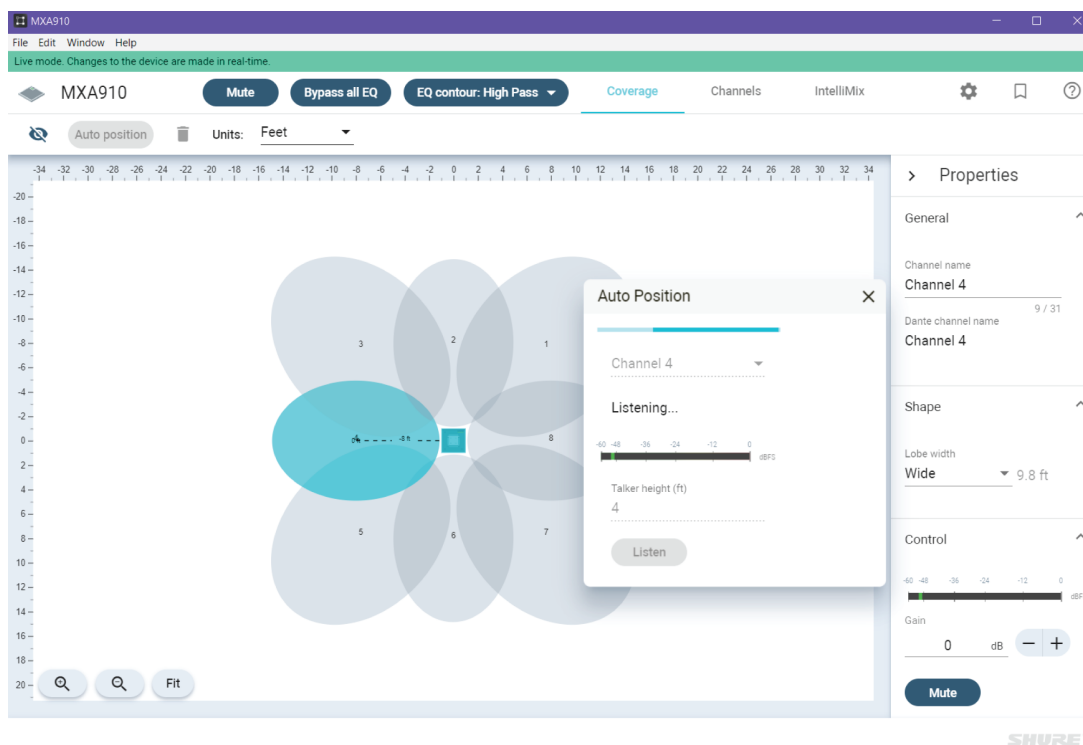 MXA910
File Edit Window Help
Live mode. Changes to the device are made in real-time.
MXA910 Mute Bypass all EQ EQ contour: High Pass Coverage Channels IntelliMix
Auto position Units: Feet
-34 -32 -30 -28 -26 -24 -22 -20 -18 -16 -14 -12 -10 -8 -6 -4 -2 0 2 4 6 8 10 12 14 16 18 20 22 24 26 28 30 32 34
-20
-18
-16
-14
-12
-10
-8
-6
-4
-2
0
2
4
6
8
10
12
14
16
18
20
3 2 1
-8 ft 8
5 6 7
Fit
Auto Position
Channel 4
Listening...
-60 -48 -36 -24 -12 0
dBFS
Talker height (ft)
4
Listen
Properties
General
Channel name
Channel 4
9 / 31
Dante channel name
Channel 4
Shape
Lobe width
Wide 9.8 ft
Control
-60 -48 -36 -24 -12 0
Gain
0 dB
Mute
SHURE